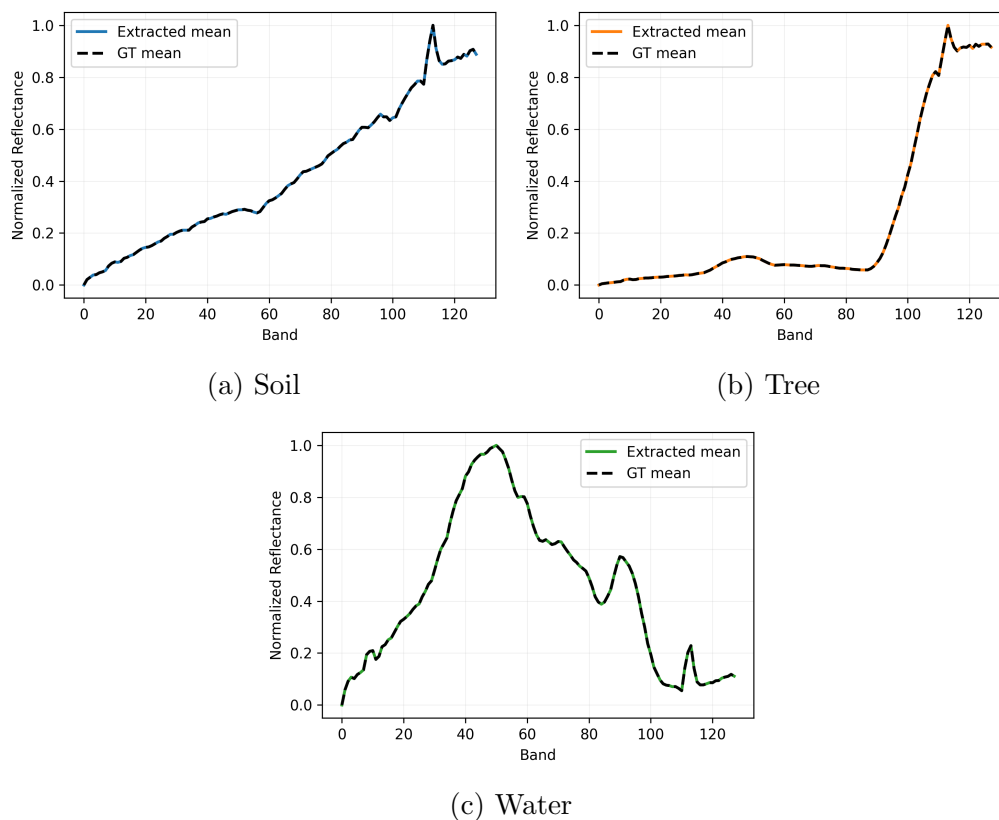 1.0
0.8
0.6
0.4
0.2
0.0
Normalized Reflectance
Extracted mean
GT mean
0 20 40 60 80 100 120
Band
(a) Soil
1.0
0.8
0.6
0.4
0.2
0.0
Normalized Reflectance
Extracted mean
GT mean
0 20 40 60 80 100 120
Band
(b) Tree
1.0
0.8
0.6
0.4
0.2
0.0
Normalized Reflectance
Extracted mean
GT mean
0 20 40 60 80 100 120
Band
(c) Water